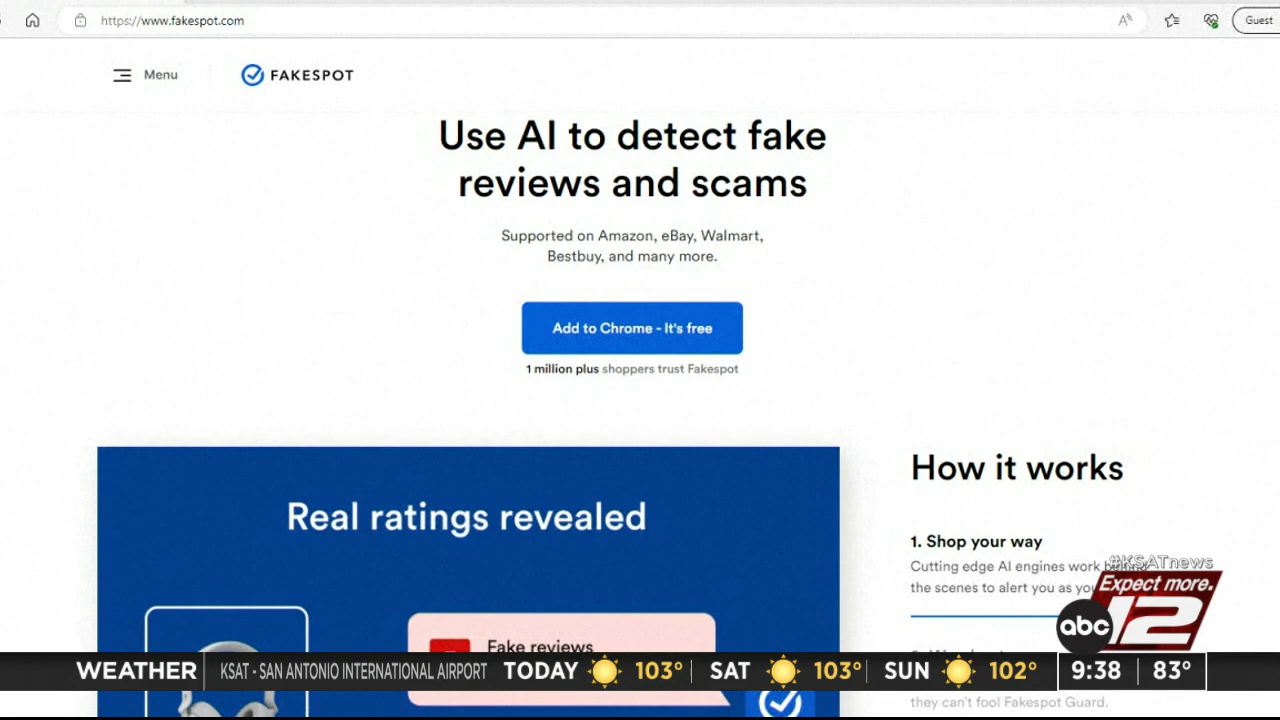 https://www.fakespot.com
Guest
Menu
FAKESPOT
Use AI to detect fake
reviews and scams
Supported on Amazon, eBay, Walmart,
Bestbuy, and many more.
Add to Chrome - It's free
1 million plus shoppers trust Fakespot
Real ratings revealed
Fake reviews
How it works
1. Shop your way
Cutting edge AI engines work behind
the scenes to alert you as you
they can't fool Fakespot Guard.
#KSATnews
Expect more.
abc 12
WEATHER KSAT - SAN ANTONIO INTERNATIONAL AIRPORT TODAY 103° SAT 103° SUN 102° 9:38 83°